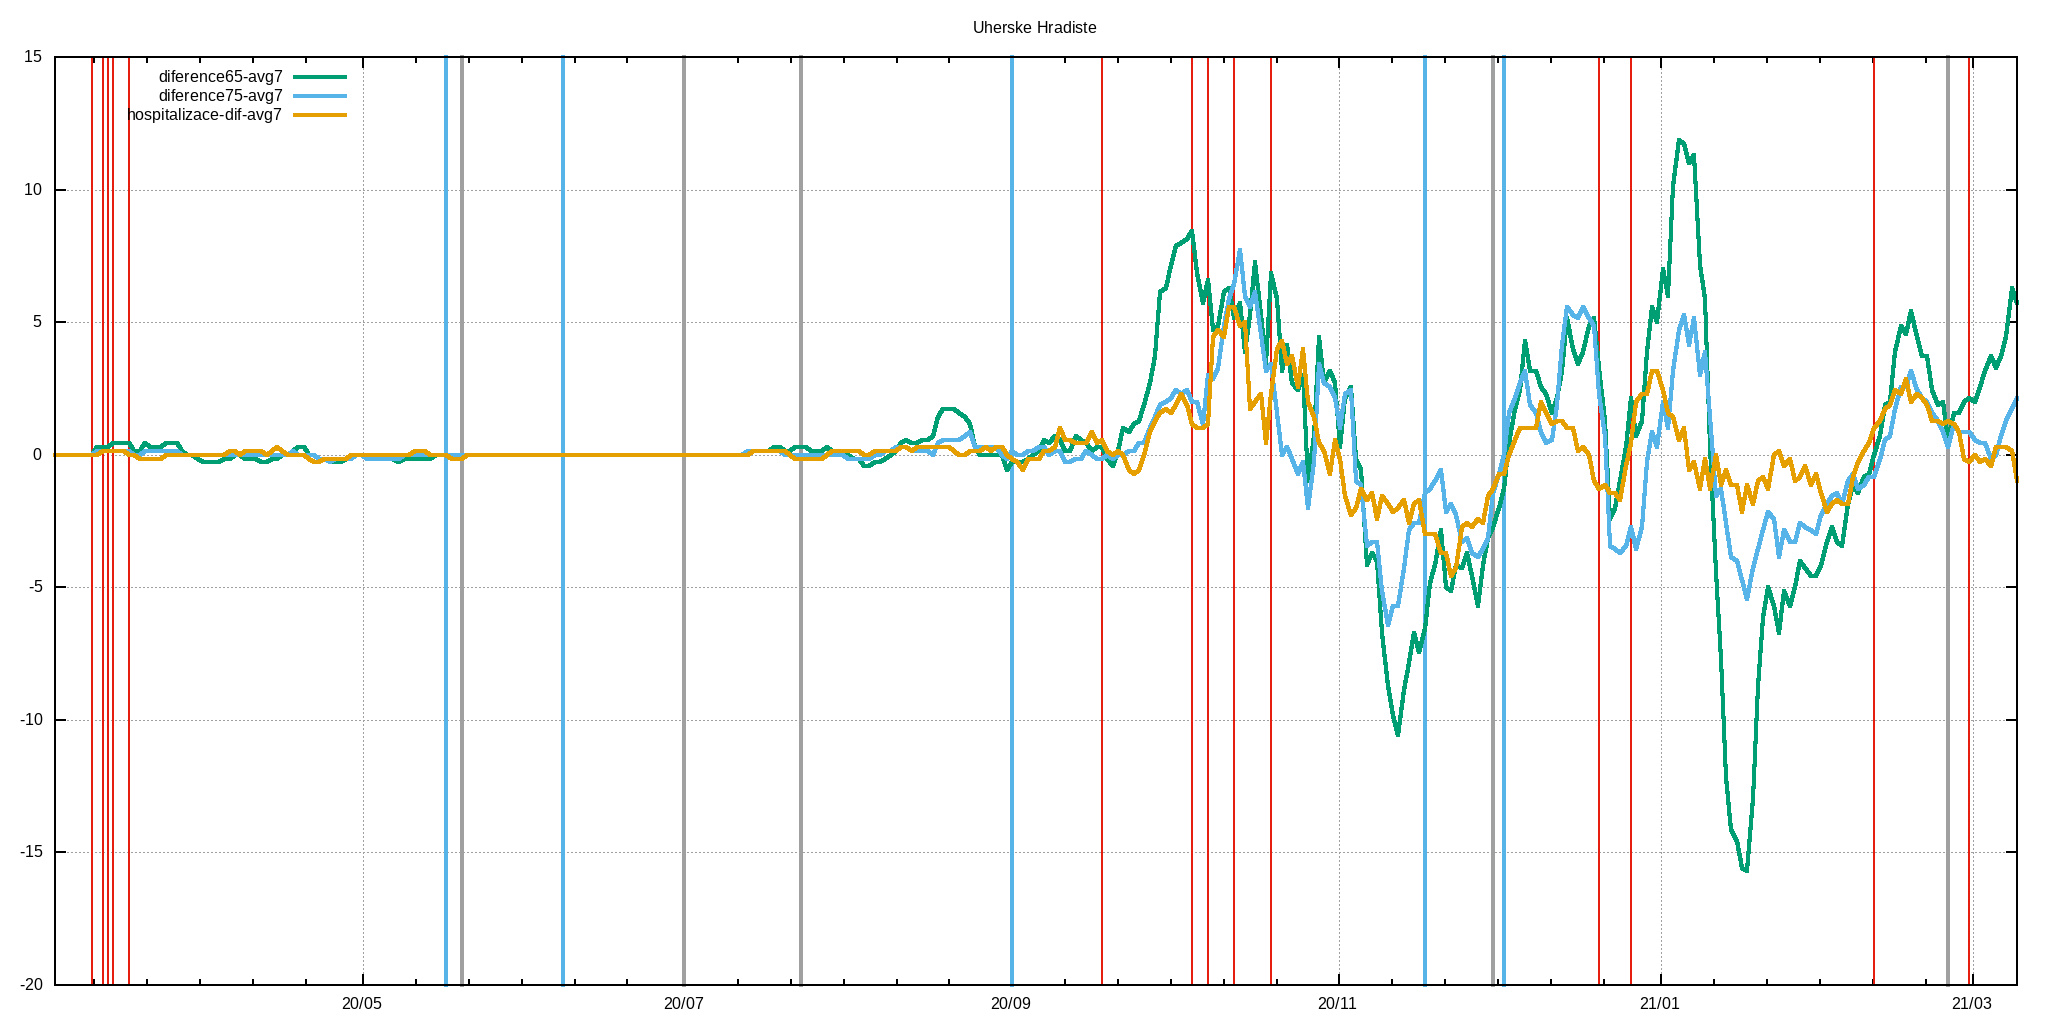 Uherske Hradiste
15
diference65-avg7
diference75-avg7
hospitalizace-dif-avg7
10
5
0
-5
-10
-15
-20
20/05 20/07 20/09 20/11 21/01 21/03